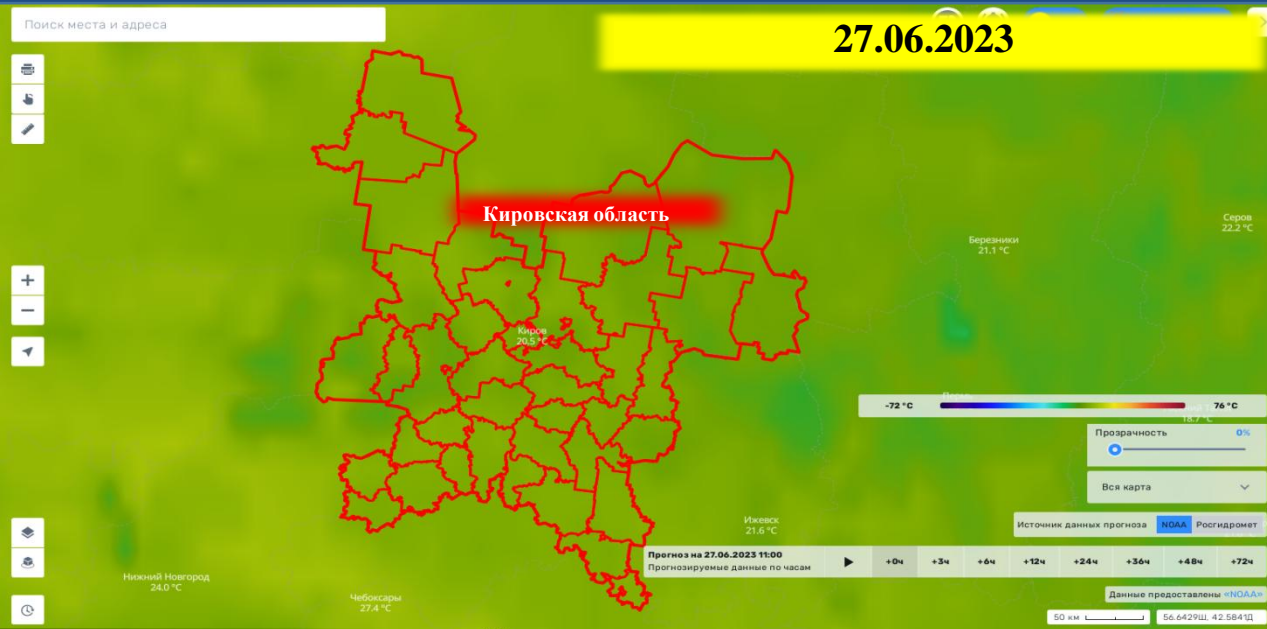 Поиск места и адреса
27.06.2023
Кировская область
Серов
22.2 °C
Березники
21.1 °C
Киров
20.5 °C
-72 °C
76 °C
18.7 °C
Прозрачность
0%
Вся карта
Ижевск
21.6 °C
Источник данных прогноза NOAA Росгидромет
Прогноз на 27.06.2023 11:00
Прогнозируемые данные по часам
+0ч +3ч +6ч +12ч +24ч +36ч +48ч +72ч
Нижний Новгород
24.0 °C
Чебоксары
27.4 °C
Данные предоставлены «NOAA»
50 км
56.6429Ш, 42.5841Д